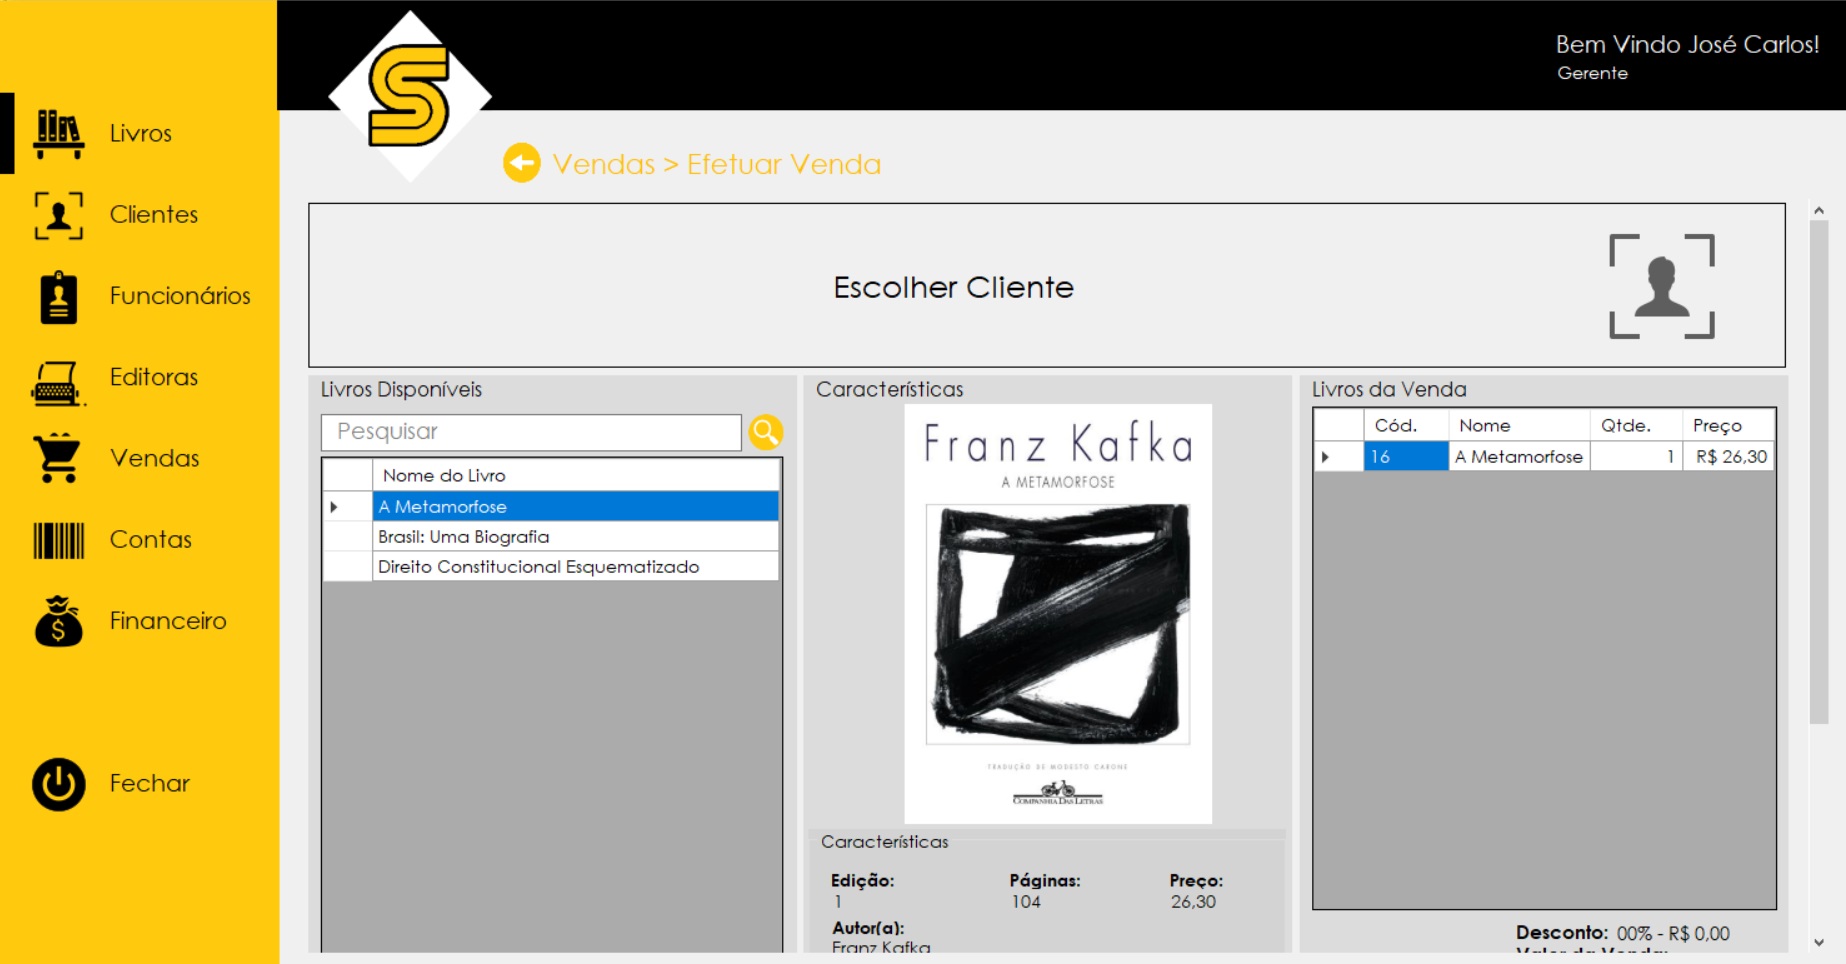 Bem Vindo José Carlos!
Gerente
Livros
Clientes
Funcionários
Editoras
Vendas
Contas
Financeiro
Fechar
S
Vendas > Efetuar Venda
Escolher Cliente
Livros Disponíveis
Pesquisar
Nome do Livro
A Metamorfose
Brasil: Uma Biografia
Direito Constitucional Esquematizado
Características
Franz Kafka
A METAMORFOSE
TRADUÇÃO DE MODESTO CARONE
COMPANHIA DAS LETRAS
Características
Edição: Páginas: Preço:
1 104 26,30
Autor(a):
Franz Kafka
Livros da Venda
Cód. Nome Qtde. Preço
16 A Metamorfose 1 R$ 26,30
Desconto: 00% - R$ 0,00
Valor da Venda: